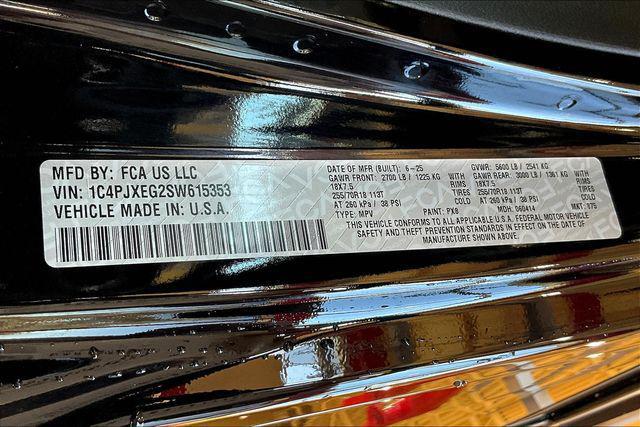 MFD BY: FCA US LLC
VIN: 1C4PJXEG2SW615353
VEHICLE MADE IN: U.S.A.
DATE OF MFR (BUILT): 6-25 GVWR: 5600 LB / 2541 KG
GAWR FRONT: 2700 LB / 1225 KG WITH GAWR REAR: 3000 LB / 1361 KG WITH
18X7.5 RIMS 18X7.5 RIMS
255/70R18 113T TIRES 255/70R18 113T TIRES
AT 260 kPa / 38 PSI COLD AT 260 kPa / 38 PSI COLD
TYPE: MPV PAINT: PX8 MDH: 060414 MKT: 975
THIS VEHICLE CONFORMS TO ALL APPLICABLE U.S.A. FEDERAL MOTOR VEHICLE
SAFETY AND THEFT PREVENTION STANDARDS IN EFFECT ON THE DATE OF
MANUFACTURE SHOWN ABOVE.